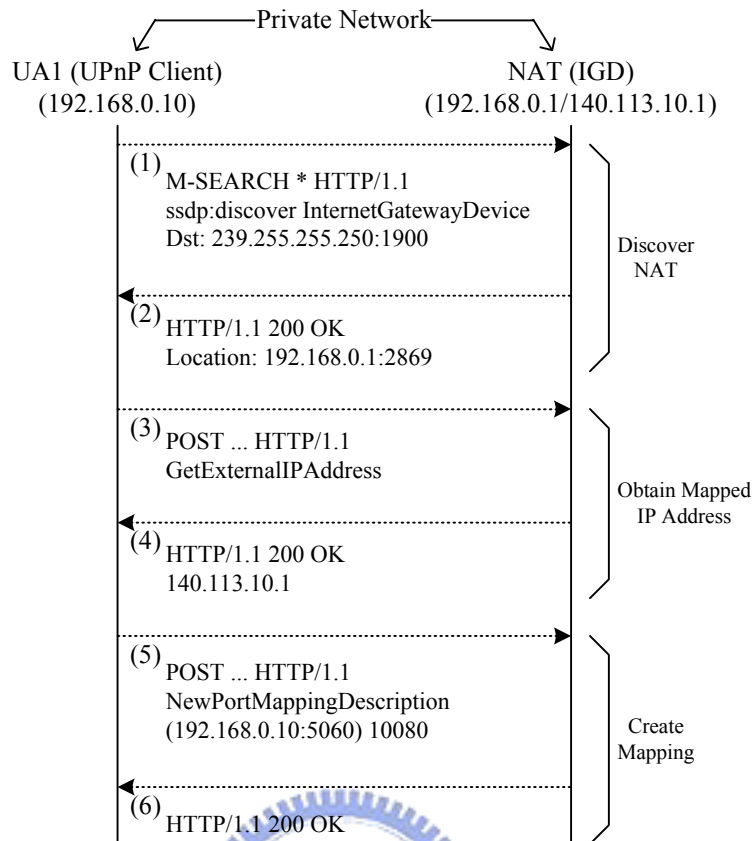 Private Network
UA1 (UPnP Client)
(192.168.0.10)
NAT (IGD)
(192.168.0.1/140.113.10.1)
(1)
M-SEARCH * HTTP/1.1
ssdp:discover InternetGatewayDevice
Dst: 239.255.255.250:1900
Discover
NAT
(2)
HTTP/1.1 200 OK
Location: 192.168.0.1:2869
(3)
POST ... HTTP/1.1
GetExternalIPAddress
Obtain Mapped
IP Address
(4)
HTTP/1.1 200 OK
140.113.10.1
(5)
POST ... HTTP/1.1
NewPortMappingDescription
(192.168.0.10:5060) 10080
Create
Mapping
(6)
HTTP/1.1 200 OK